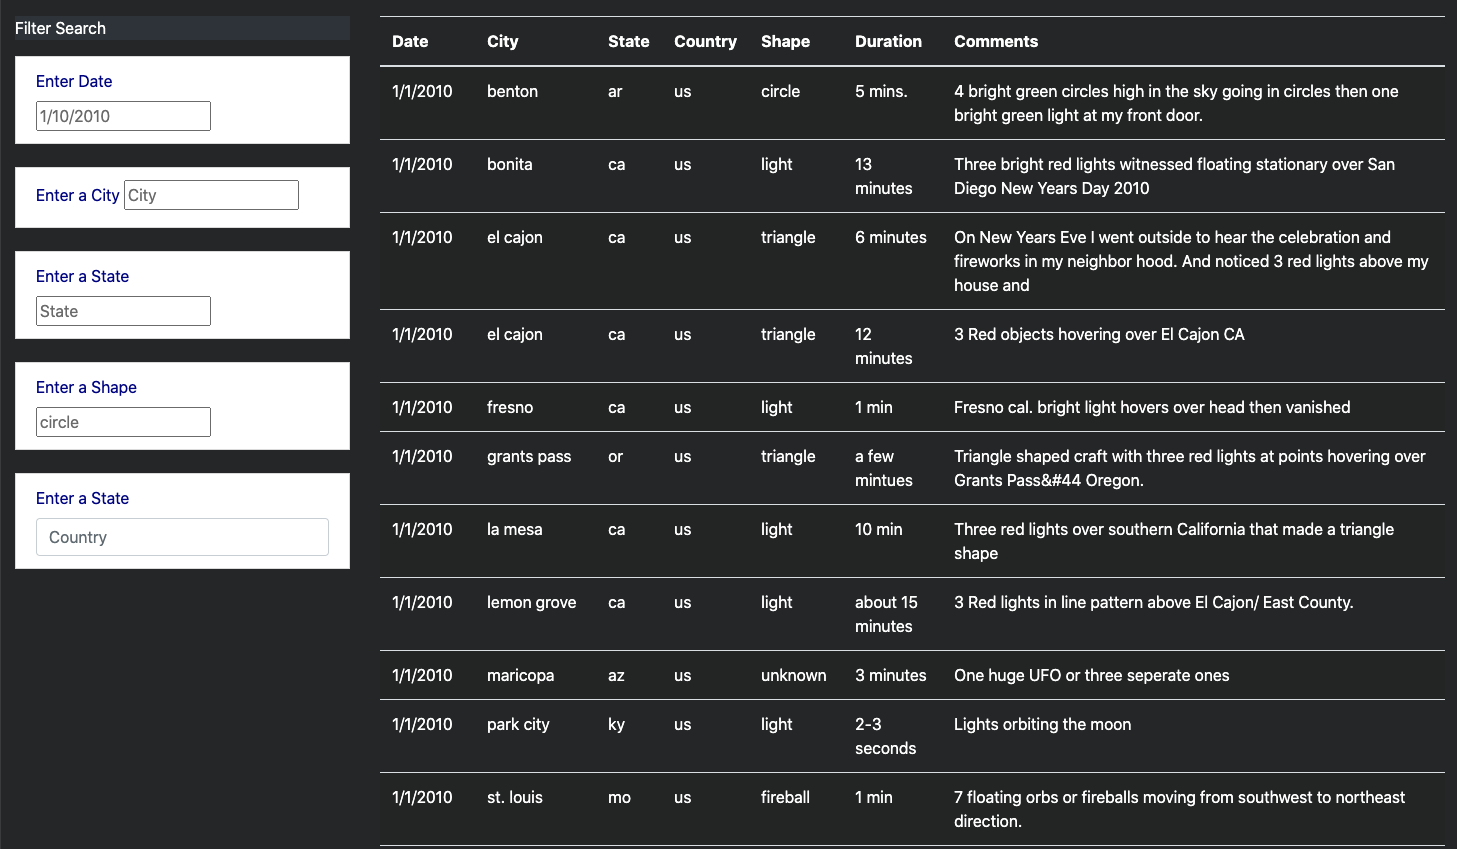 Filter Search
Enter Date
1/10/2010
Enter a City City
Enter a State
State
Enter a Shape
circle
Enter a State
Country
Date City State Country Shape Duration Comments
1/1/2010 benton ar us circle 5 mins. 4 bright green circles high in the sky going in circles then one
bright green light at my front door.
1/1/2010 bonita ca us light 13 Three bright red lights witnessed floating stationary over San
minutes Diego New Years Day 2010
1/1/2010 el cajon ca us triangle 6 minutes On New Years Eve I went outside to hear the celebration and
fireworks in my neighbor hood. And noticed 3 red lights above my
house and
1/1/2010 el cajon ca us triangle 12 3 Red objects hovering over El Cajon CA
minutes
1/1/2010 fresno ca us light 1 min Fresno cal. bright light hovers over head then vanished
1/1/2010 grants pass or us triangle a few Triangle shaped craft with three red lights at points hovering over
mintues Grants Pass&#44 Oregon.
1/1/2010 la mesa ca us light 10 min Three red lights over southern California that made a triangle
shape
1/1/2010 lemon grove ca us light about 15 3 Red lights in line pattern above El Cajon/ East County.
minutes
1/1/2010 maricopa az us unknown 3 minutes One huge UFO or three seperate ones
1/1/2010 park city ky us light 2-3 Lights orbiting the moon
seconds
1/1/2010 st. louis mo us fireball 1 min 7 floating orbs or fireballs moving from southwest to northeast
direction.